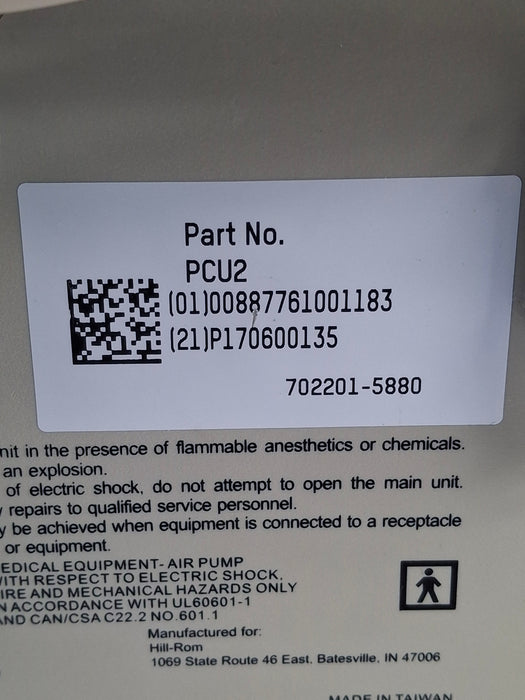 Part No.
PCU2
(01)00887761001183
(21)P170600135
702201-5880
nit in the presence of flammable anesthetics or chemicals.
an explosion.
of electric shock, do not attempt to open the main unit.
repairs to qualified service personnel.
y be achieved when equipment is connected to a receptacle
or equipment.
EDICAL EQUIPMENT- AIR PUMP
WITH RESPECT TO ELECTRIC SHOCK,
IRE AND MECHANICAL HAZARDS ONLY
N ACCORDANCE WITH UL60601-1
ND CAN/CSA C22.2 NO.601.1
Manufactured for:
Hill-Rom
1069 State Route 46 East, Batesville, IN 47006
MADE IN TAIWAN